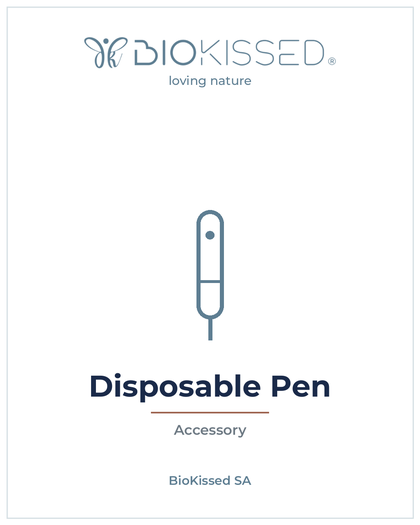 BIOKISSED®
loving nature
Disposable Pen
Accessory
BioKissed SA